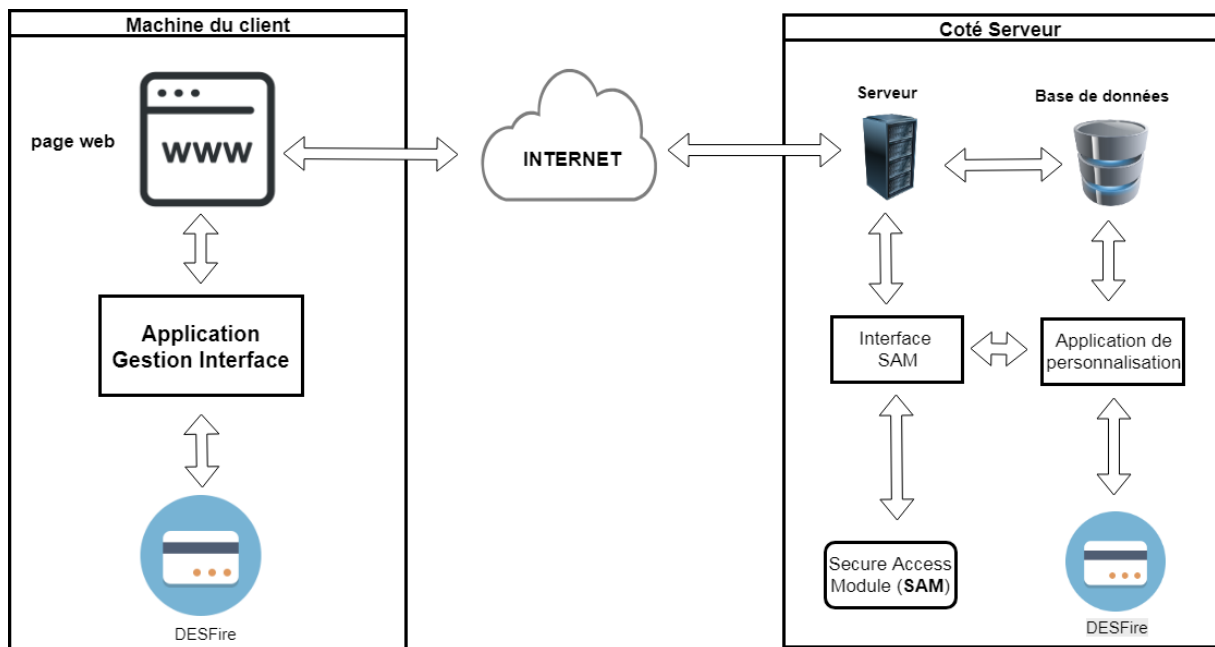 Machine du client
page web
WWW
Application
Gestion Interface
DESFire
INTERNET
Coté Serveur
Serveur
Base de données
Interface
SAM
Application de
personnalisation
Secure Access
Module (SAM)
DESFire